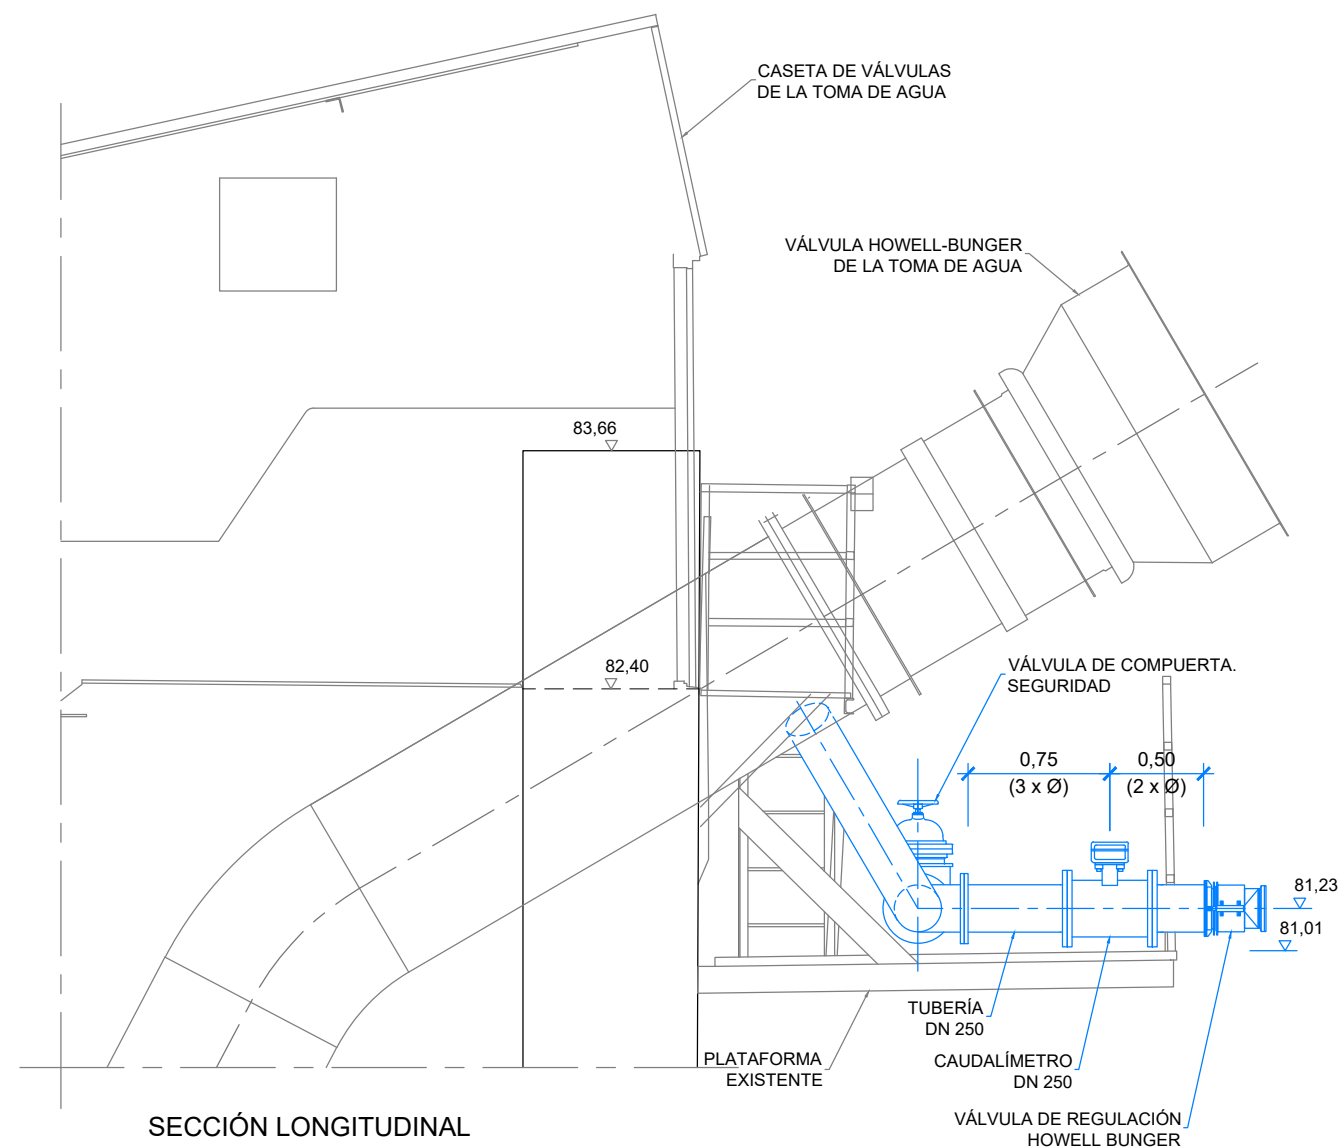 CASETA DE VÁLVULAS
DE LA TOMA DE AGUA
VÁLVULA HOWELL-BUNGER
DE LA TOMA DE AGUA
83,66
82,40
VÁLVULA DE COMPUERTA.
SEGURIDAD
0,75
(3 x Ø)
0,50
(2 x Ø)
81,23
81,01
TUBERÍA
DN 250
CAUDALÍMETRO
DN 250
PLATAFORMA
EXISTENTE
VÁLVULA DE REGULACIÓN
HOWELL BUNGER
SECCIÓN LONGITUDINAL